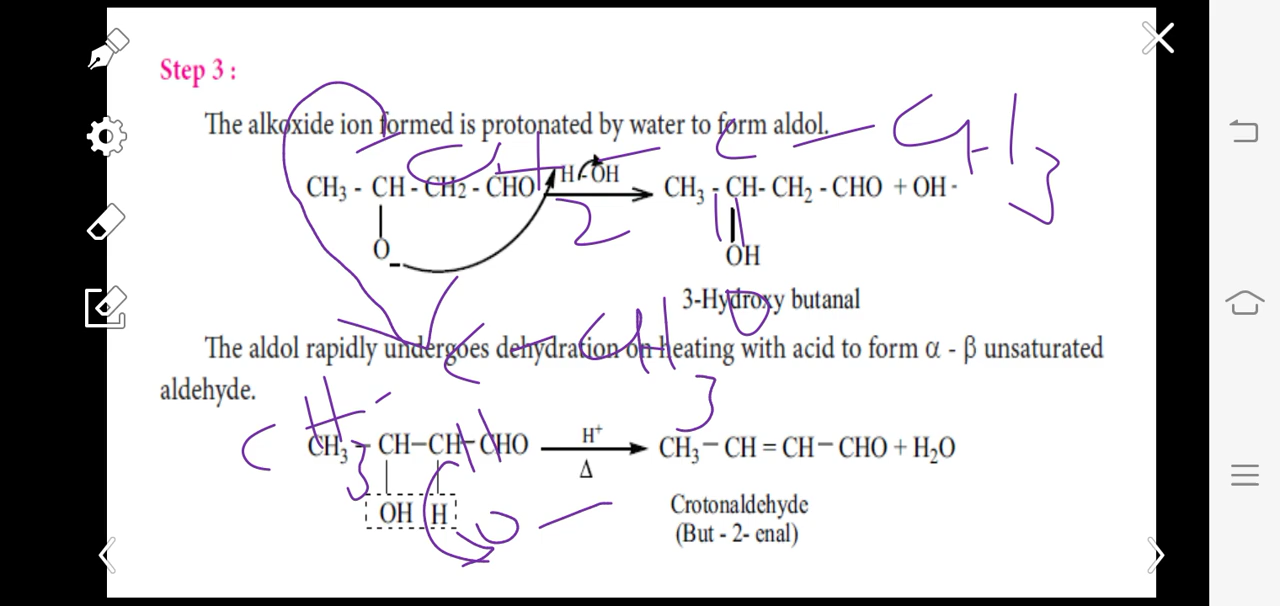 Step 3 :
The alkoxide ion formed is protonated by water to form aldol.
CH₃ - CH - CH₂ - CHO H-OH CH₃ - CH- CH₂ - CHO + OH -
O-
OH
3-Hydroxy butanal
The aldol rapidly undergoes dehydration on heating with acid to form α - β unsaturated
aldehyde.
CH₃ - CH-CH-CHO H⁺ Δ CH₃ - CH = CH - CHO + H₂O
OH H
Crotonaldehyde
(But - 2- enal)